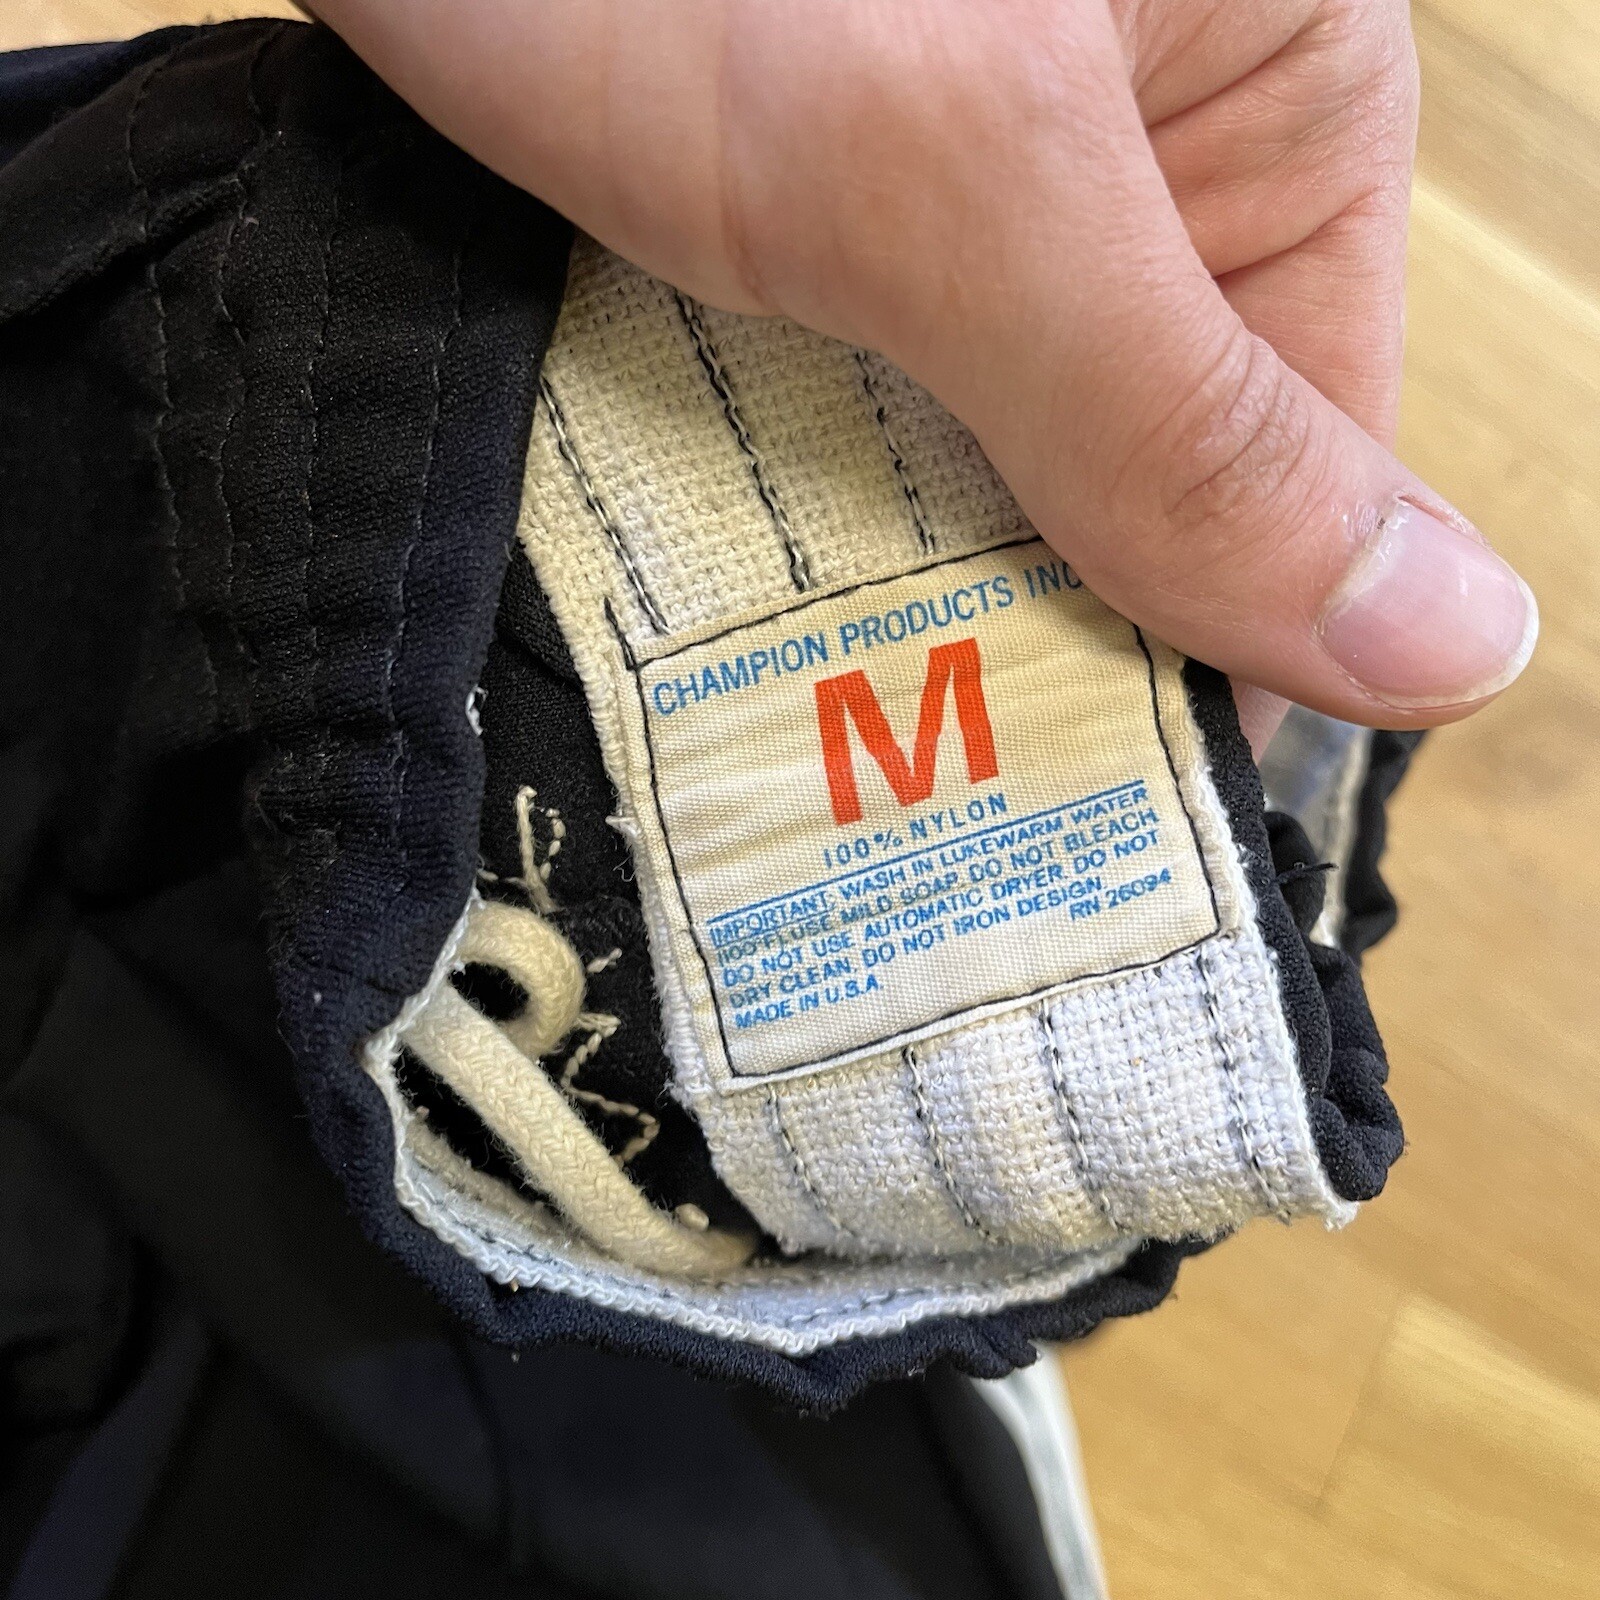 CHAMPION PRODUCTS INC
M
100% NYLON
IMPORTANT: WASH IN LUKEWARM WATER
100°F. USE MILD SOAP. DO NOT BLEACH
DO NOT USE AUTOMATIC DRYER. DO NOT
DRY CLEAN. DO NOT IRON DESIGN.
MADE IN U.S.A. RN 26094